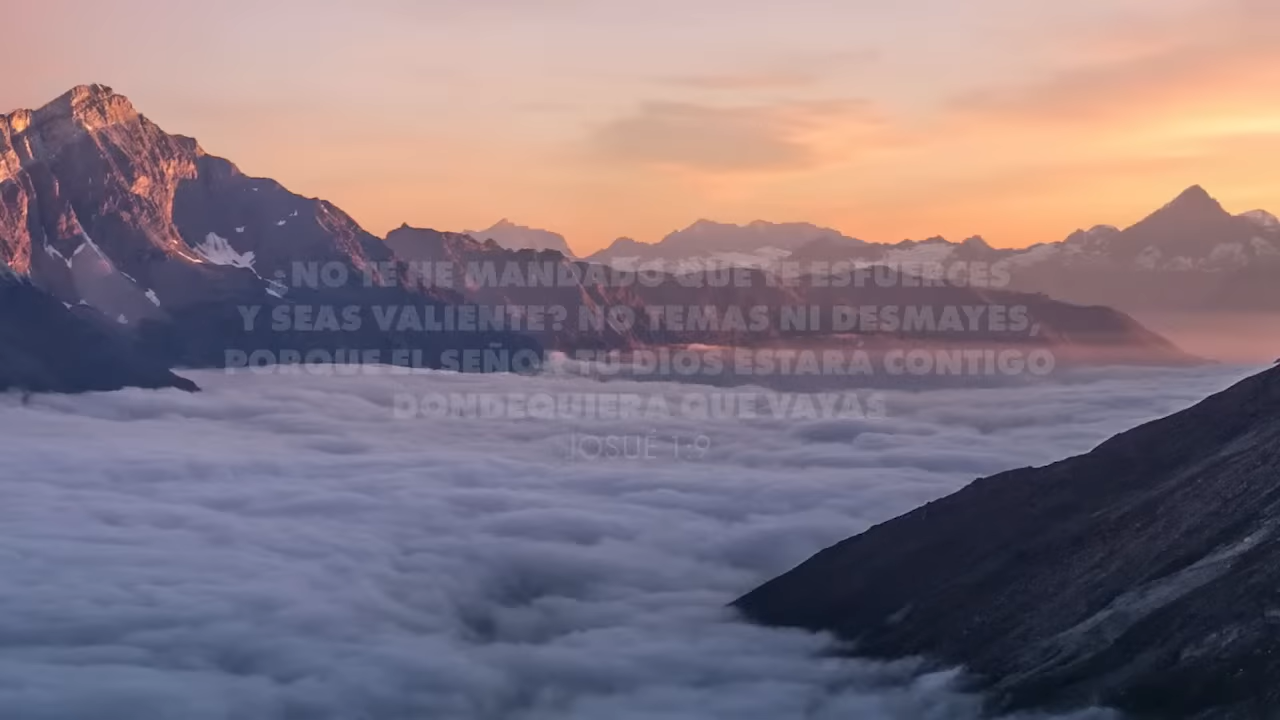 ¿NO TE HE MANDADO QUE TE ESFUERCES
Y SEAS VALIENTE? NO TEMAS NI DESMAYES,
PORQUE EL SEÑOR TU DIOS ESTARÁ CONTIGO
DONDEQUIERA QUE VAYAS
JOSUÉ 1:9